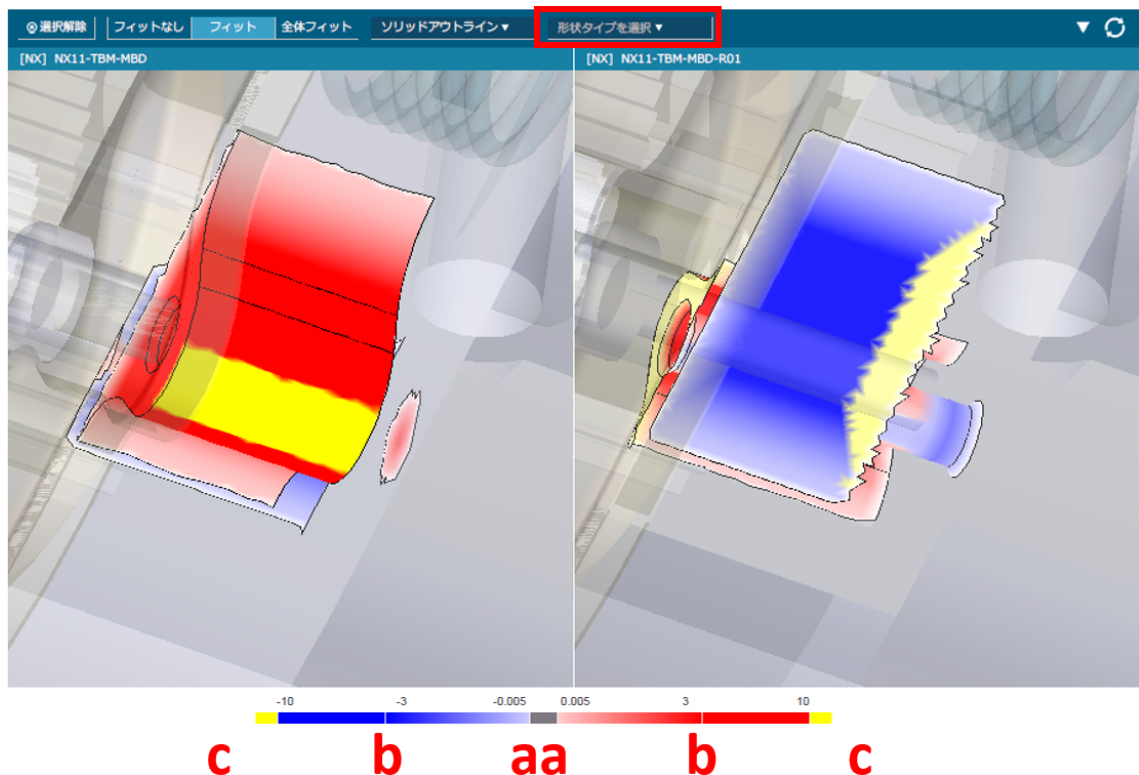 ⊗選択解除 フィットなし フィット 全体フィット ソリッドアウトライン▼ 形状タイプを選択▼ ▼
[NX] NX11-TBM-MBD [NX] NX11-TBM-MBD-R01
-10 -3 -0.005 0.005 3 10
c b aa b c